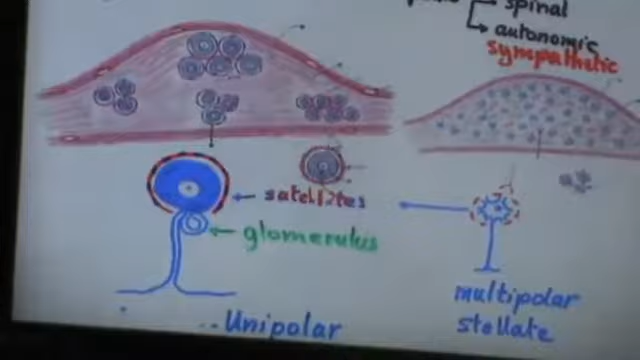 spinal
autonomic
sympathetic
satellites
glomerulus
Unipolar
multipolar
stellate